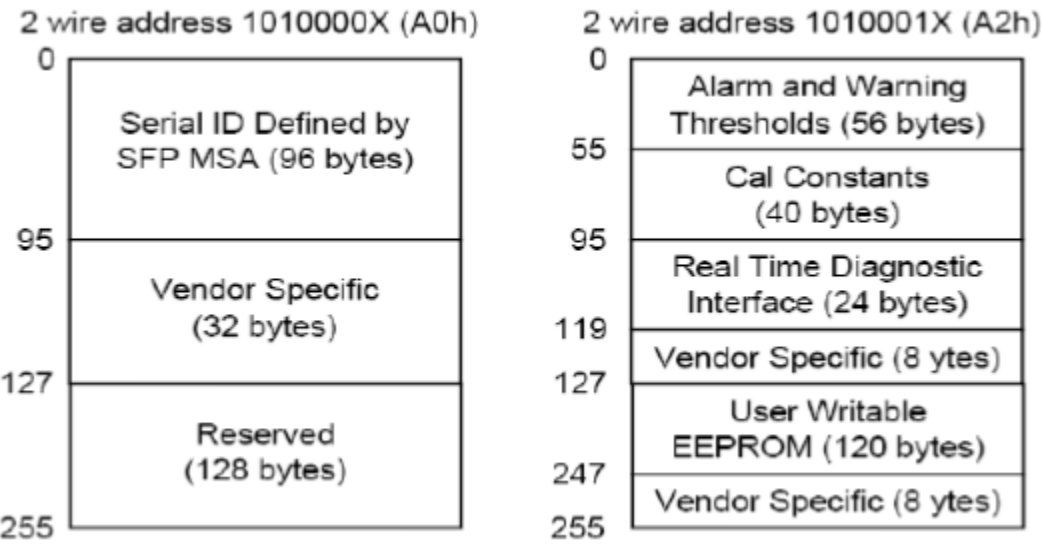 2 wire address 1010000X (A0h)
0
Serial ID Defined by
SFP MSA (96 bytes)
95
Vendor Specific
(32 bytes)
127
Reserved
(128 bytes)
255
2 wire address 1010001X (A2h)
0
Alarm and Warning
Thresholds (56 bytes)
55
Cal Constants
(40 bytes)
95
Real Time Diagnostic
Interface (24 bytes)
119
Vendor Specific (8 ytes)
127
User Writable
EEPROM (120 bytes)
247
Vendor Specific (8 ytes)
255